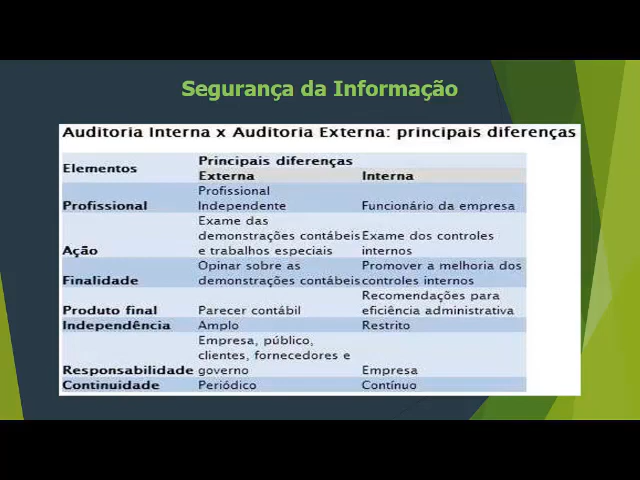 Segurança da Informação
Auditoria Interna x Auditoria Externa: principais diferenças
Elementos
Principais diferenças
Externa Interna
Profissional
Profissional Independente Funcionário da empresa
Exame das
demonstrações contábeis Exame dos controles
Ação e trabalhos especiais internos
Opinar sobre as Promover a melhoria dos
Finalidade demonstrações contábeis controles internos
Recomendações para
Produto final Parecer contábil eficiência administrativa
Independência Amplo Restrito
Empresa, público,
clientes, fornecedores e
Responsabilidade governo Empresa
Continuidade Periódico Contínuo